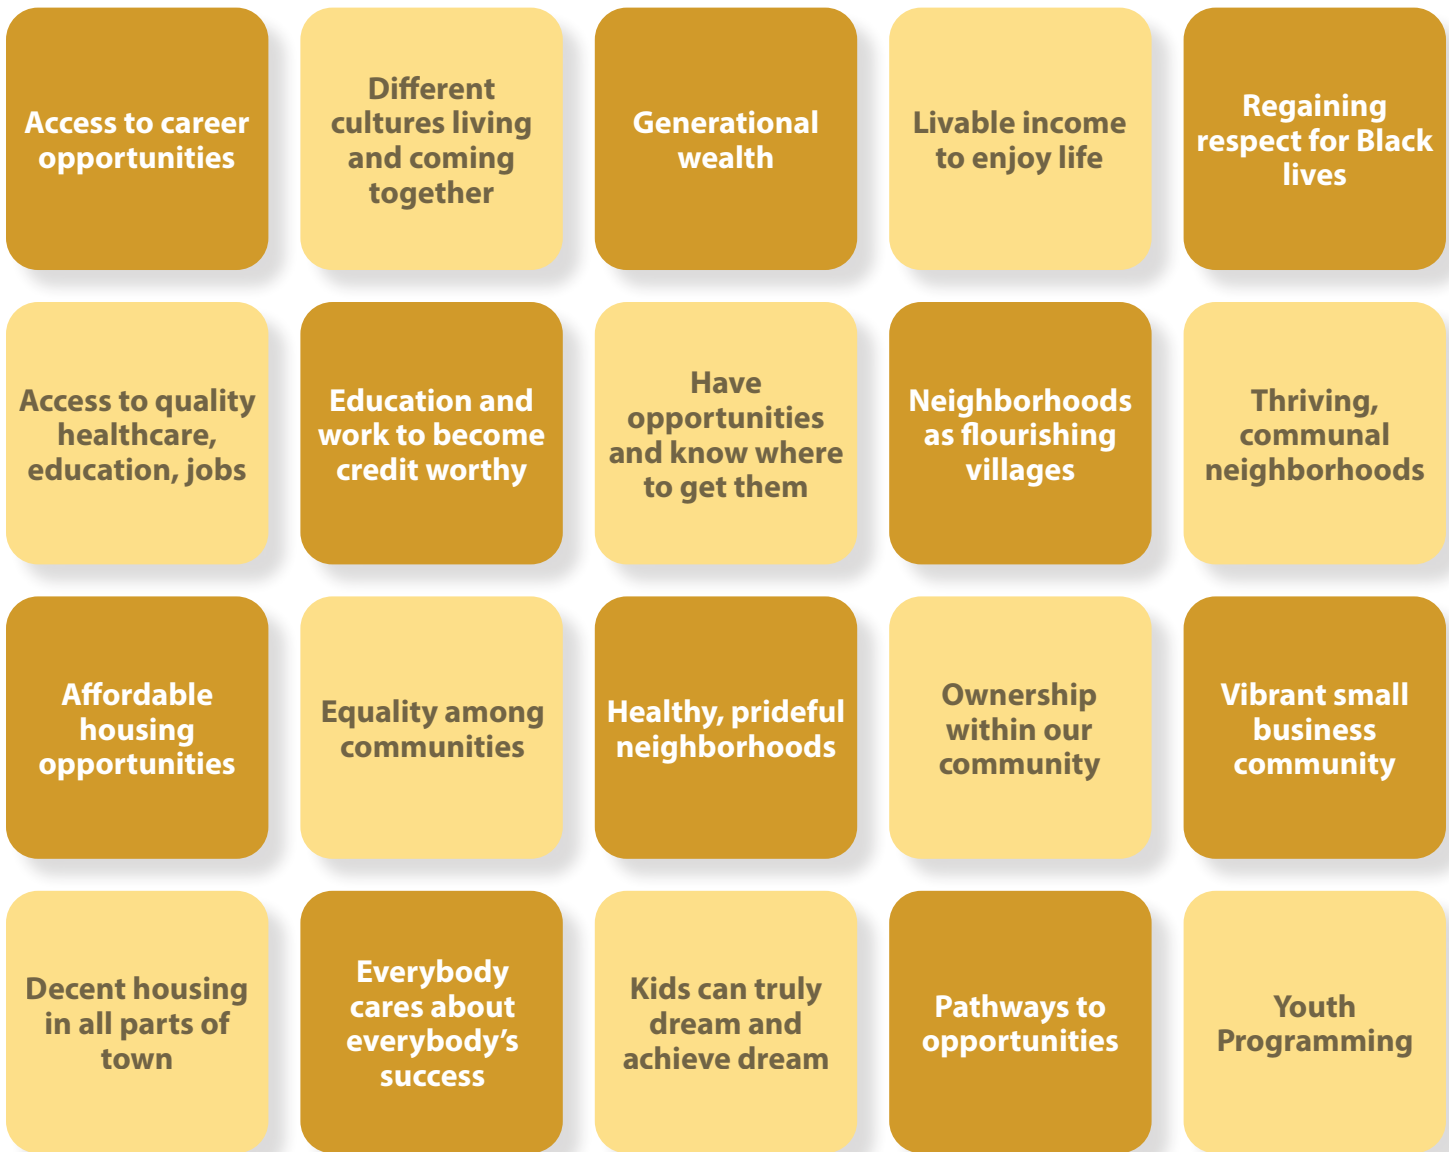 Access to career
opportunities
Different
cultures living
and coming
together
Generational
wealth
Livable income
to enjoy life
Regaining
respect for Black
lives
Access to quality
healthcare,
education, jobs
Education and
work to become
credit worthy
Have
opportunities
and know where
to get them
Neighborhoods
as flourishing
villages
Thriving,
communal
neighborhoods
Affordable
housing
opportunities
Equality among
communities
Healthy, prideful
neighborhoods
Ownership
within our
community
Vibrant small
business
community
Decent housing
in all parts of
town
Everybody
cares about
everybody’s
success
Kids can truly
dream and
achieve dream
Pathways to
opportunities
Youth
Programming